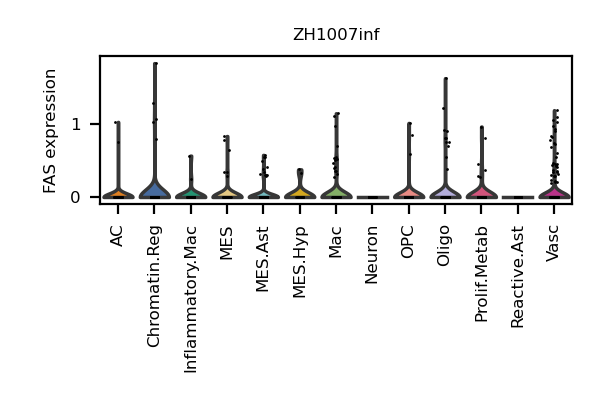 ZH1007inf
FAS expression
1
0
AC
Chromatin.Reg
Inflammatory.Mac
MES
MES.Ast
MES.Hyp
Mac
Neuron
OPC
Oligo
Prolif.Metab
Reactive.Ast
Vasc